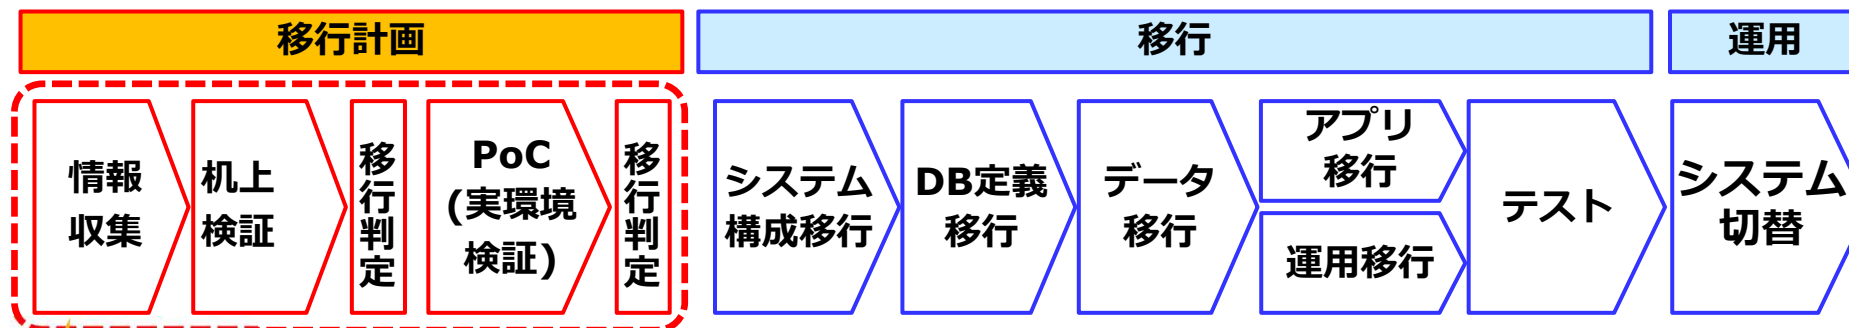 移行計画
移行
運用
情報
収集
机上
検証
移行判定
PoC
(実環境
検証)
移行判定
システム
構成移行
DB定義
移行
データ
移行
アプリ
移行
運用移行
テスト
システム
切替